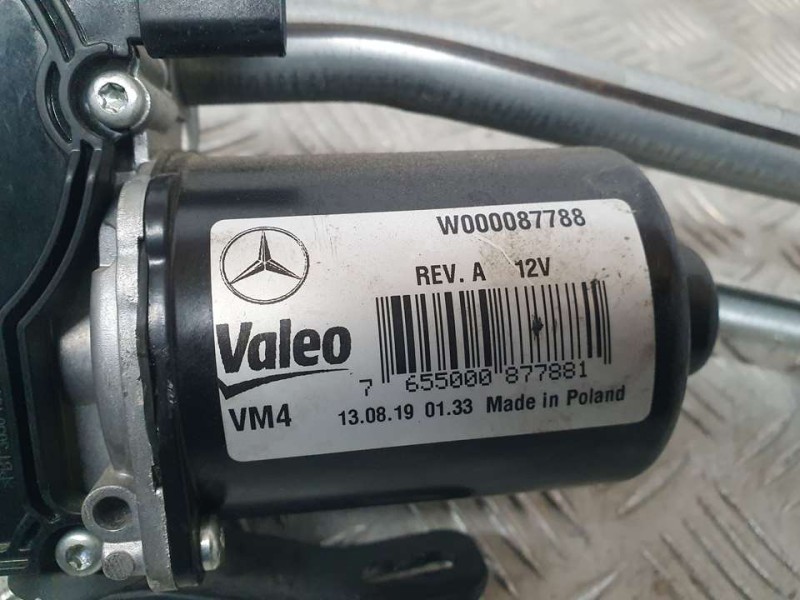 W000087788
REV. A 12V
Valeo
7 655000 877881
VM4 13.08.19 01.33 Made in Poland